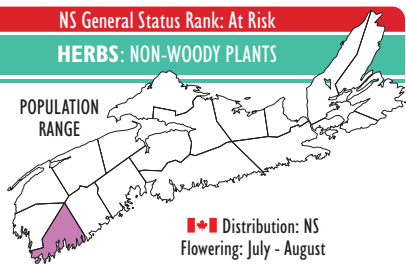 NS General Status Rank: At Risk
HERBS: NON-WOODY PLANTS
POPULATION
RANGE
Distribution: NS
Flowering: July - August